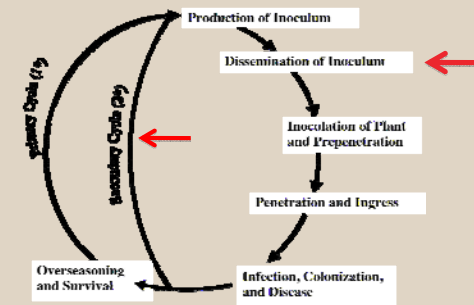 Production of Inoculum
Dissemination of Inoculum
Primary Cycle (1°)
Secondary Cycle (2°)
Inoculation of Plant
and Prepenetration
Penetration and Ingress
Overseasoning
and Survival
Infection, Colonization,
and Disease